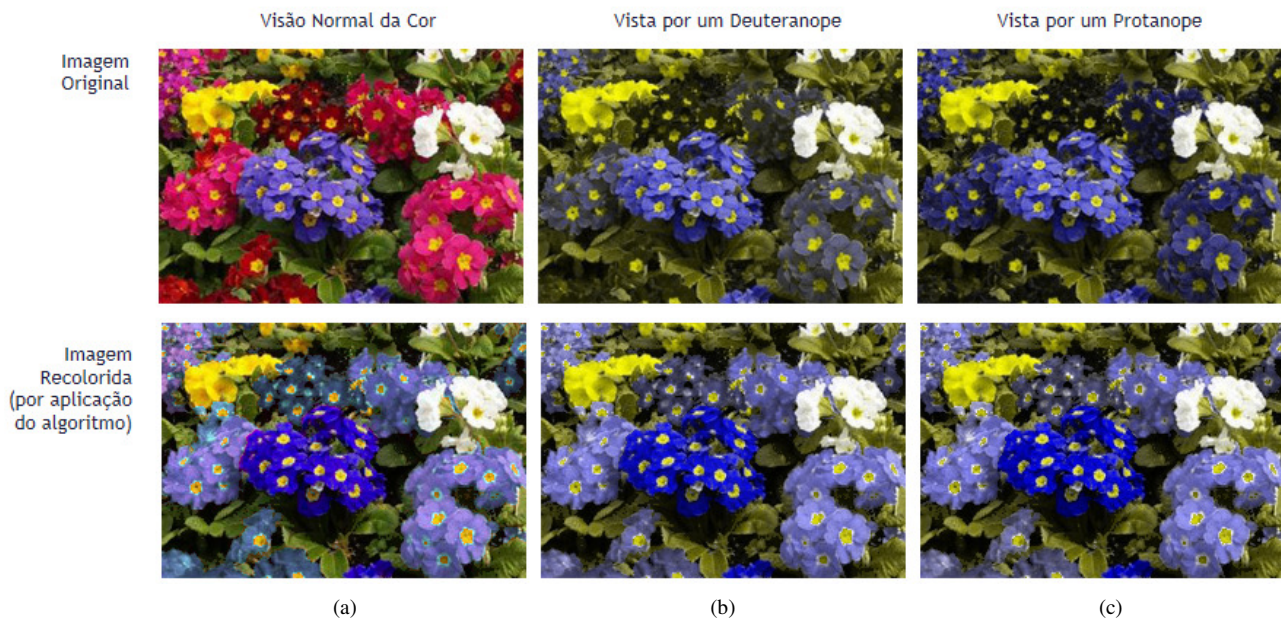 Visão Normal da Cor
Vista por um Deuteranope
Vista por um Protanope
Imagem
Original
Imagem
Recolorida
(por aplicação
do algoritmo)
(a)
(b)
(c)